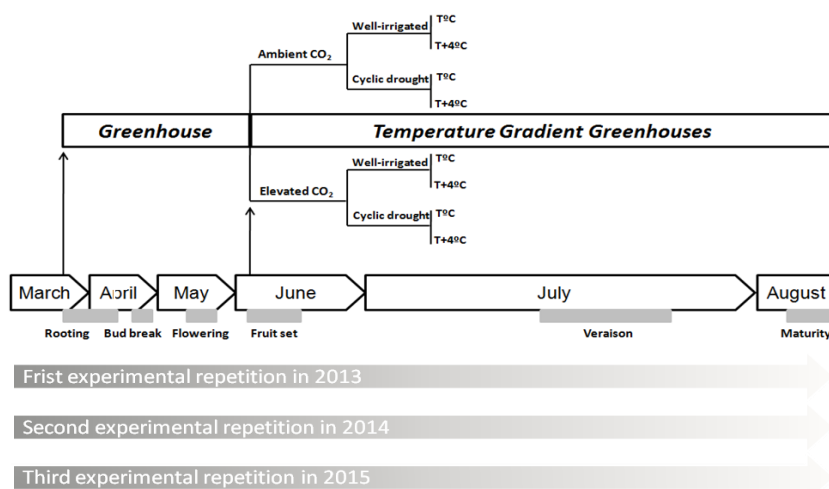 Well-irrigated
TºC
T+4ºC
Ambient CO₂
Cyclic drought
TºC
T+4ºC
Greenhouse
Temperature Gradient Greenhouses
Well-irrigated
TºC
T+4ºC
Elevated CO₂
Cyclic drought
TºC
T+4ºC
March
April
May
June
July
August
Rooting
Bud break
Flowering
Fruit set
Veraison
Maturity
Frist experimental repetition in 2013
Second experimental repetition in 2014
Third experimental repetition in 2015